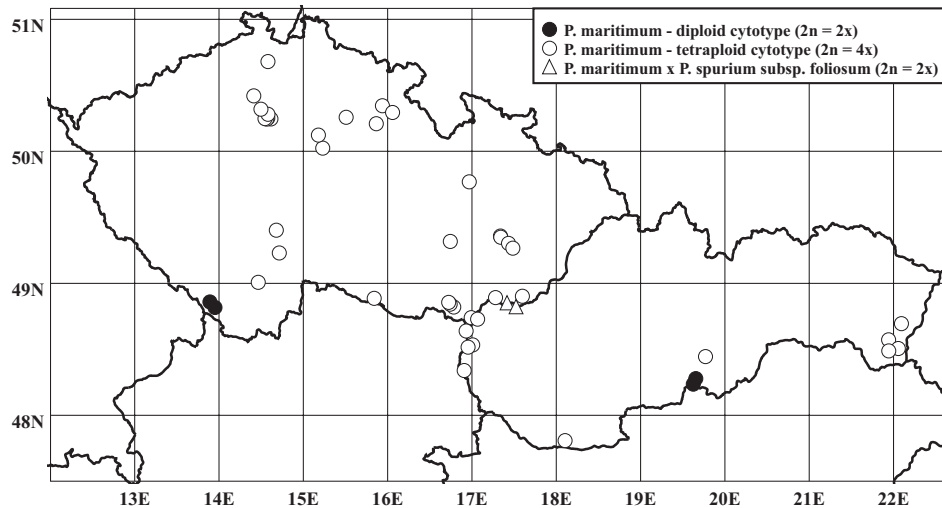 51N
● P. maritimum - diploid cytotype (2n = 2x)
○ P. maritimum - tetraploid cytotype (2n = 4x)
△ P. maritimum x P. spurium subsp. foliosum (2n = 2x)
50N
49N
48N
13E 14E 15E 16E 17E 18E 19E 20E 21E 22E